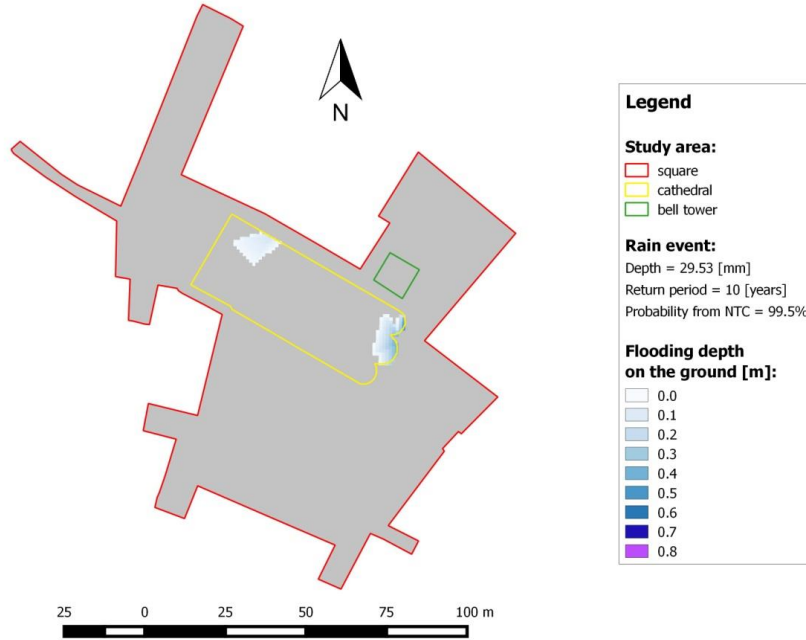 N
Legend
Study area:
square
cathedral
bell tower
Rain event:
Depth = 29.53 [mm]
Return period = 10 [years]
Probability from NTC = 99.5%
Flooding depth
on the ground [m]:
0.0
0.1
0.2
0.3
0.4
0.5
0.6
0.7
0.8
25 0 25 50 75 100 m